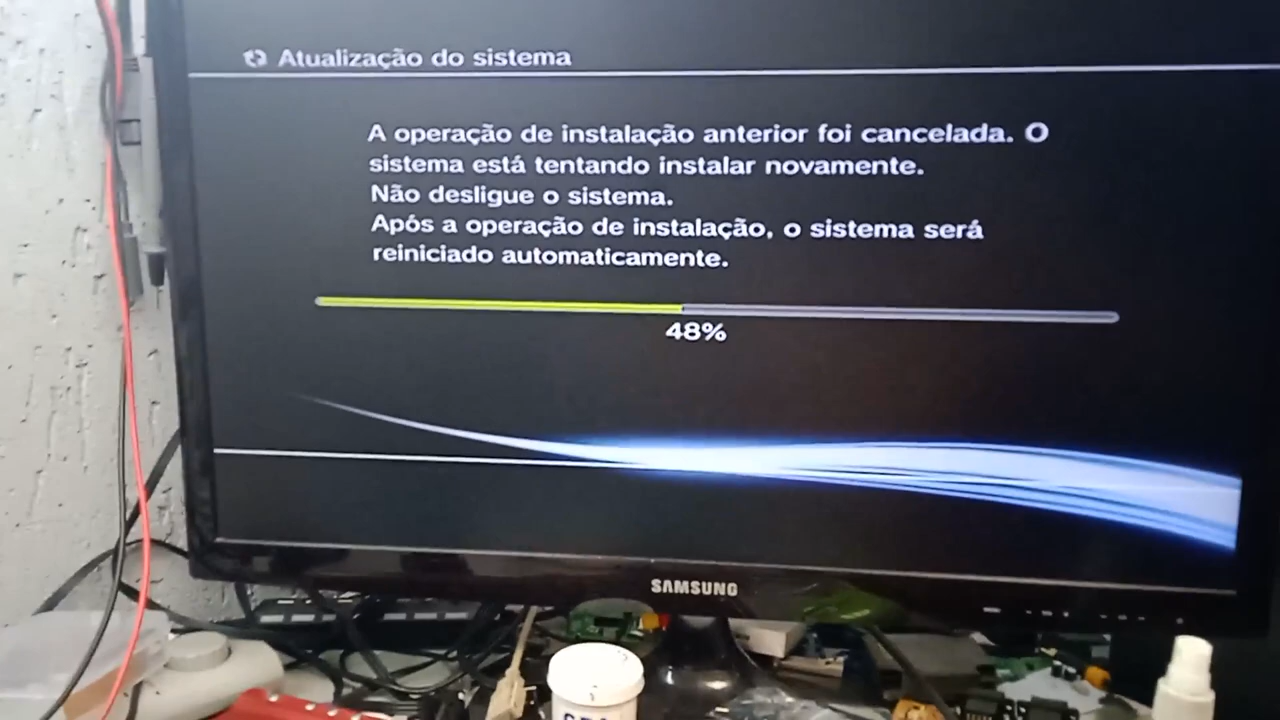 Atualização do sistema
A operação de instalação anterior foi cancelada. O
sistema está tentando instalar novamente.
Não desligue o sistema.
Após a operação de instalação, o sistema será
reiniciado automaticamente.
48%
SAMSUNG